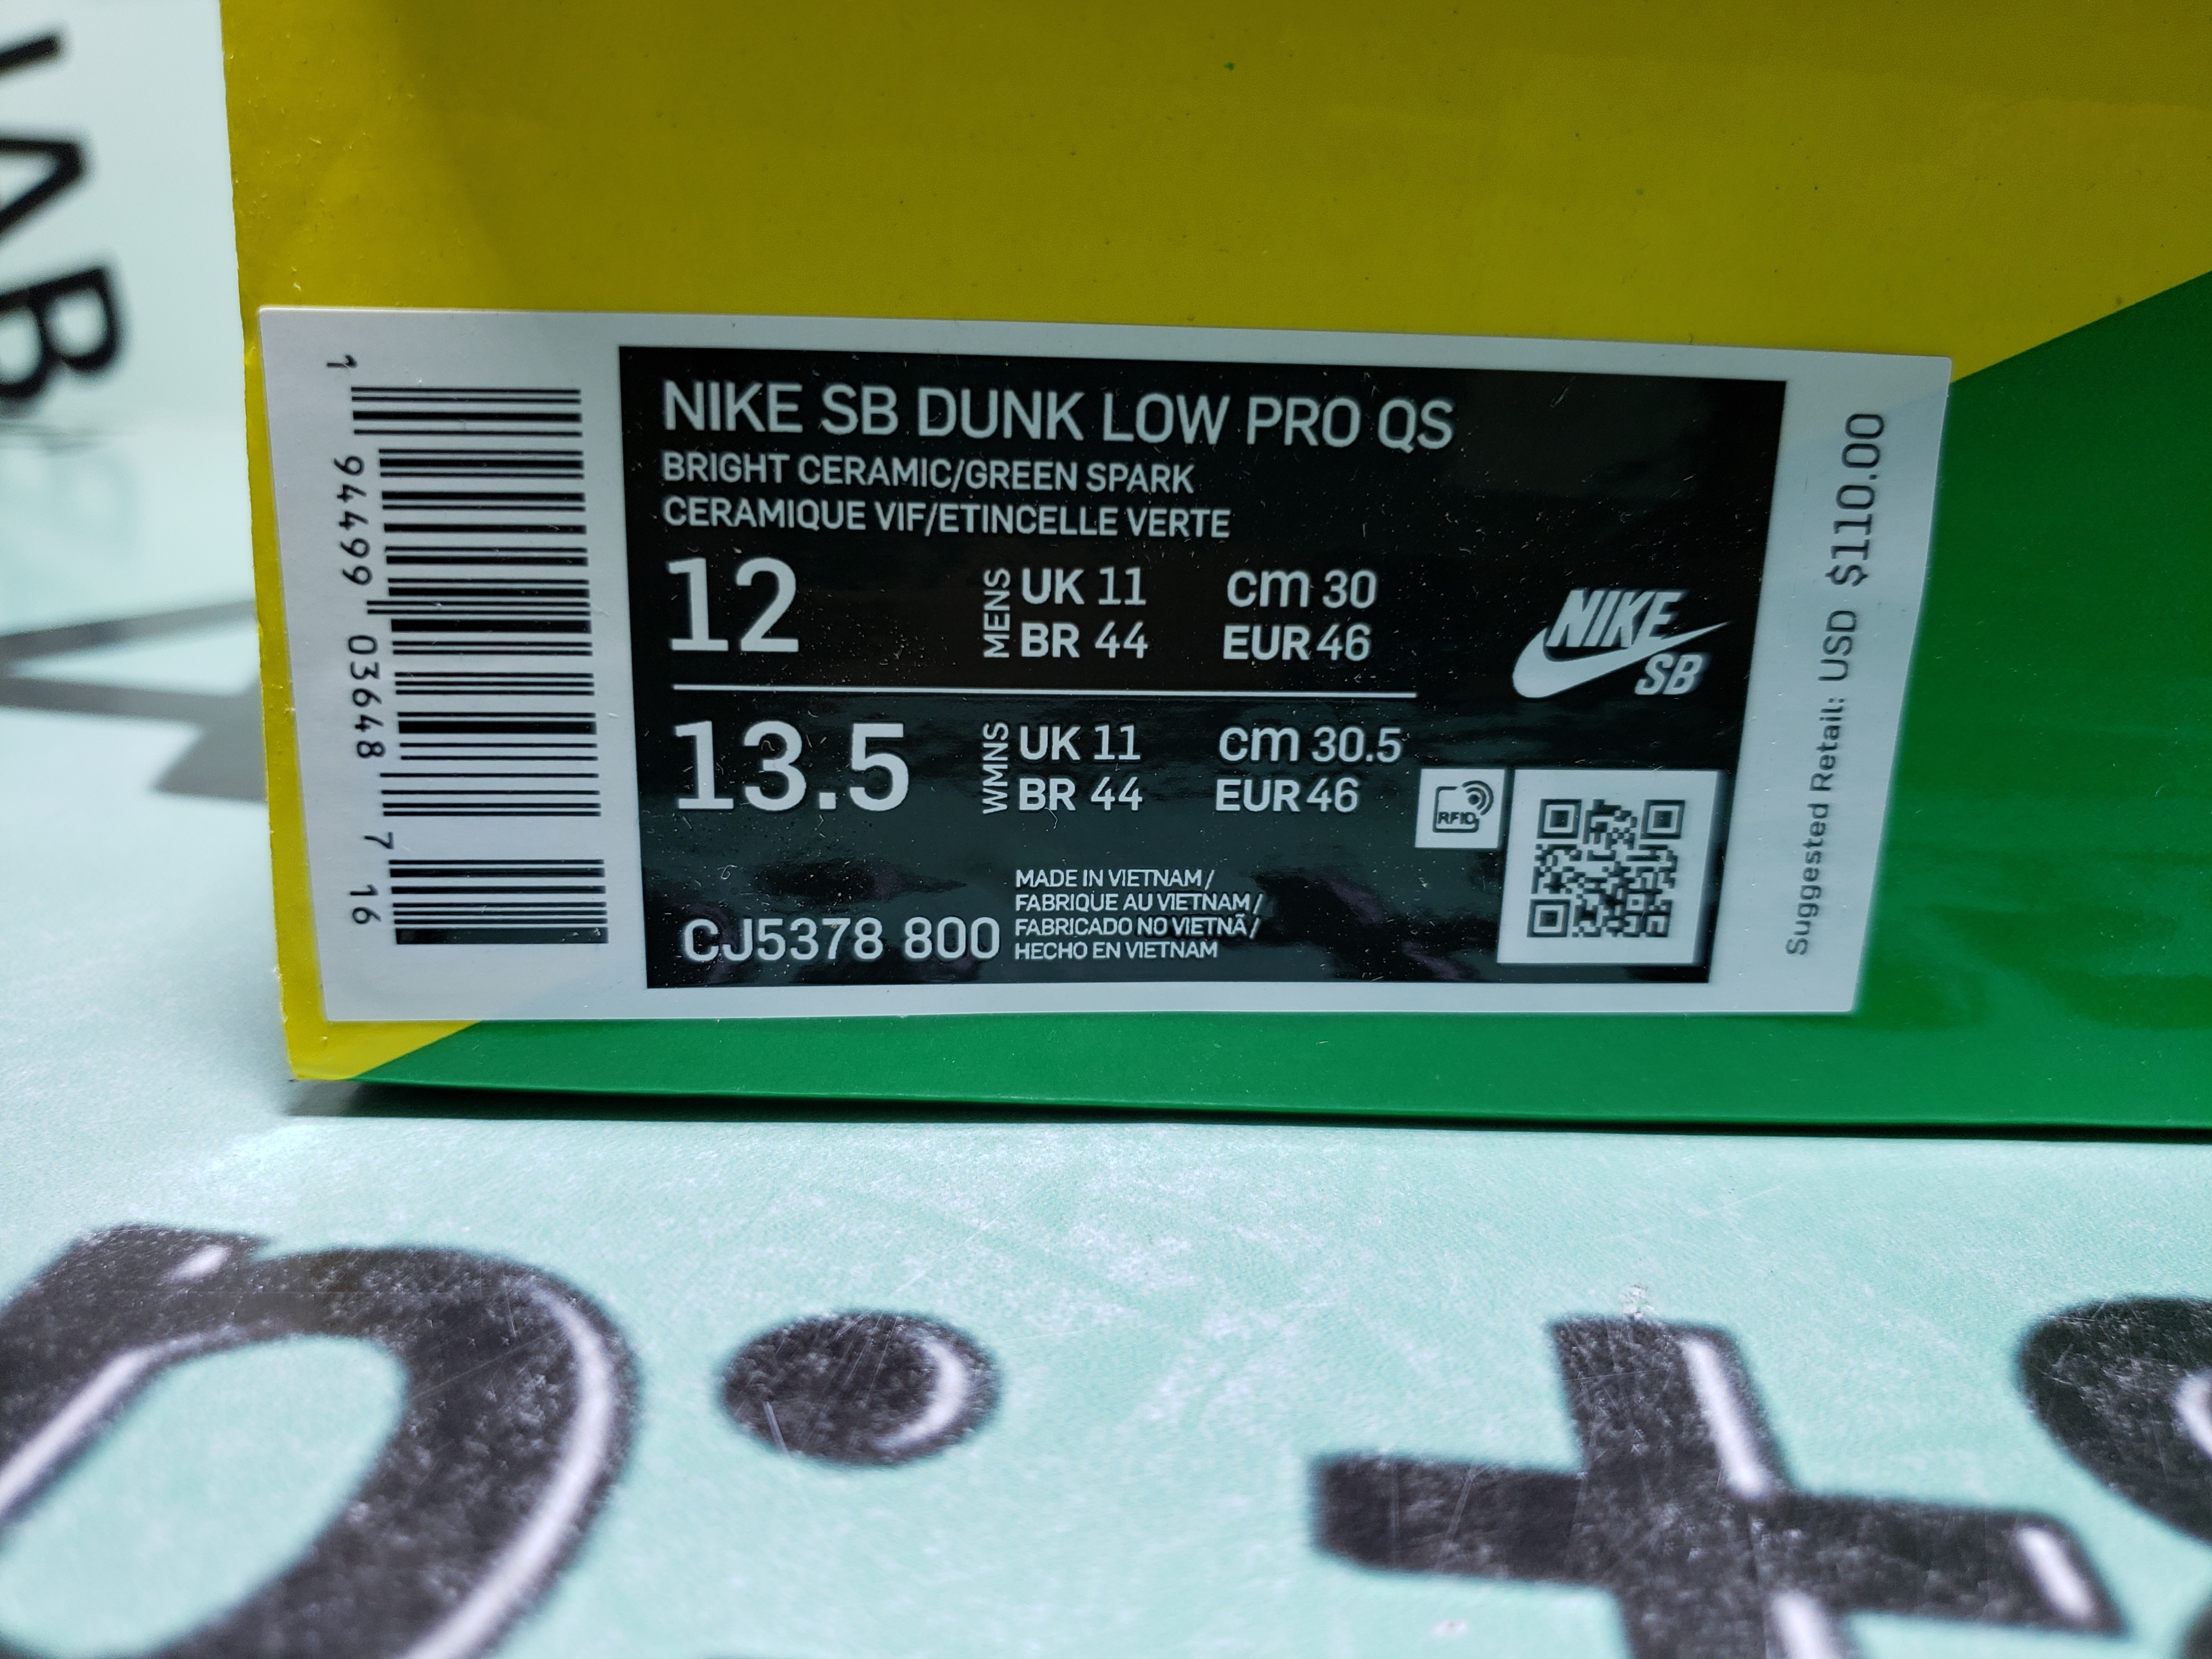 NIKE SB DUNK LOW PRO QS
BRIGHT CERAMIC/GREEN SPARK
CERAMIQUE VIF/ETINCELLE VERTE
12
MENS
UK 11 cm 30
BR 44 EUR 46
13.5
WMNS
UK 11 cm 30.5
BR 44 EUR 46
NIKE
SB
RFID
CJ5378 800
MADE IN VIETNAM /
FABRIQUE AU VIETNAM /
FABRICADO NO VIETNÃ /
HECHO EN VIETNAM
1 94499 03648 7 16
Suggested Retail: USD $110.00